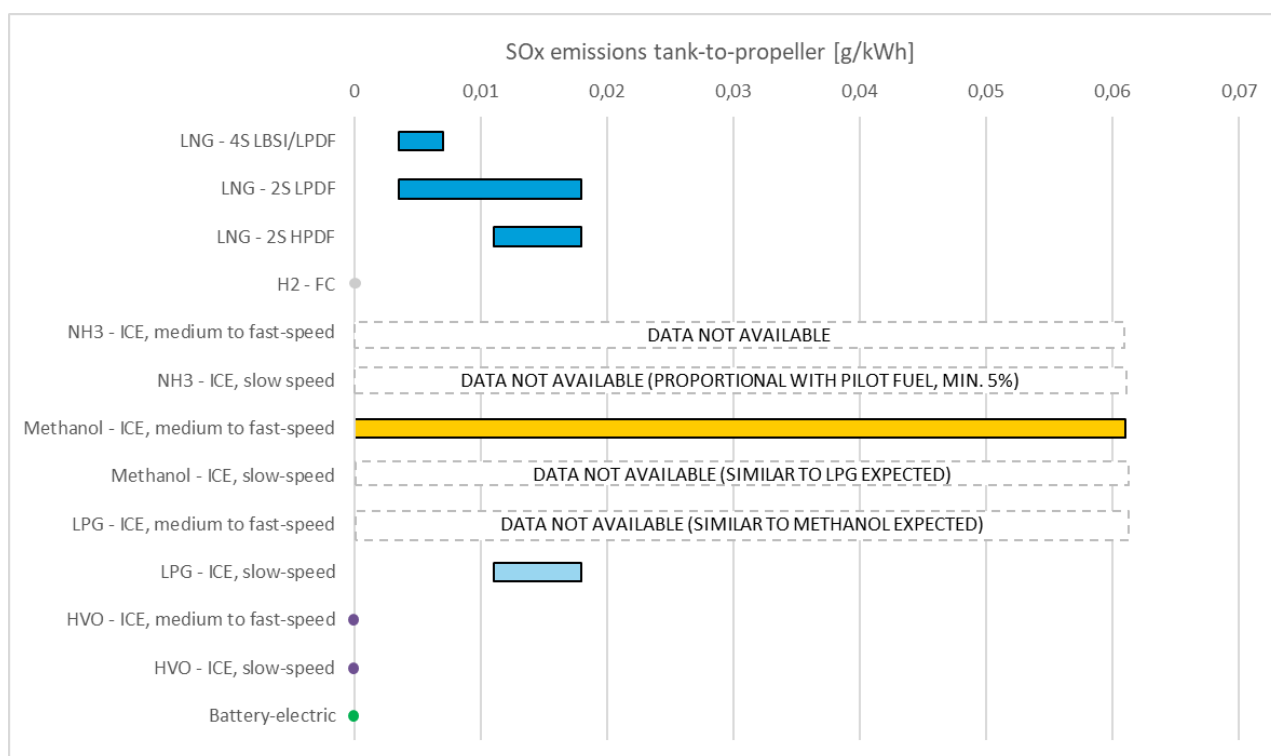 SOx emissions tank-to-propeller [g/kWh]
0 0,01 0,02 0,03 0,04 0,05 0,06 0,07
LNG - 4S LBSI/LPDF
LNG - 2S LPDF
LNG - 2S HPDF
H2 - FC
NH3 - ICE, medium to fast-speed DATA NOT AVAILABLE
NH3 - ICE, slow speed DATA NOT AVAILABLE (PROPORTIONAL WITH PILOT FUEL, MIN. 5%)
Methanol - ICE, medium to fast-speed
Methanol - ICE, slow-speed DATA NOT AVAILABLE (SIMILAR TO LPG EXPECTED)
LPG - ICE, medium to fast-speed DATA NOT AVAILABLE (SIMILAR TO METHANOL EXPECTED)
LPG - ICE, slow-speed
HVO - ICE, medium to fast-speed
HVO - ICE, slow-speed
Battery-electric